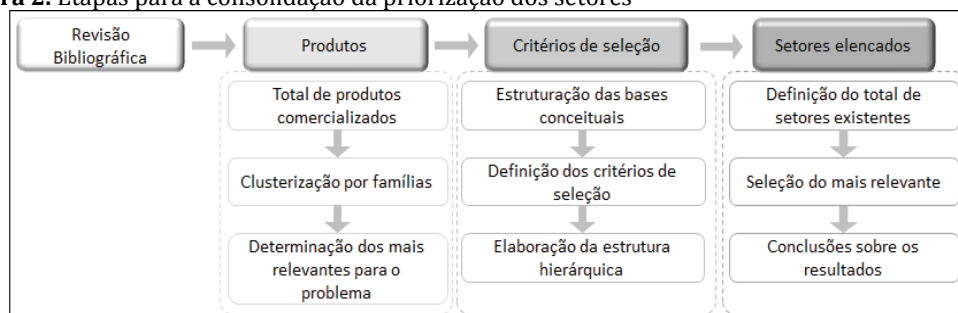 ra 2. Etapas para a consolidação da priorização dos setores
Revisão
Bibliográfica
Produtos
Critérios de seleção
Setores elencados
Total de produtos
comercializados
Clusterização por famílias
Determinação dos mais
relevantes para o
problema
Estruturação das bases
conceituais
Definição dos critérios de
seleção
Elaboração da estrutura
hierárquica
Definição do total de
setores existentes
Seleção do mais relevante
Conclusões sobre os
resultados